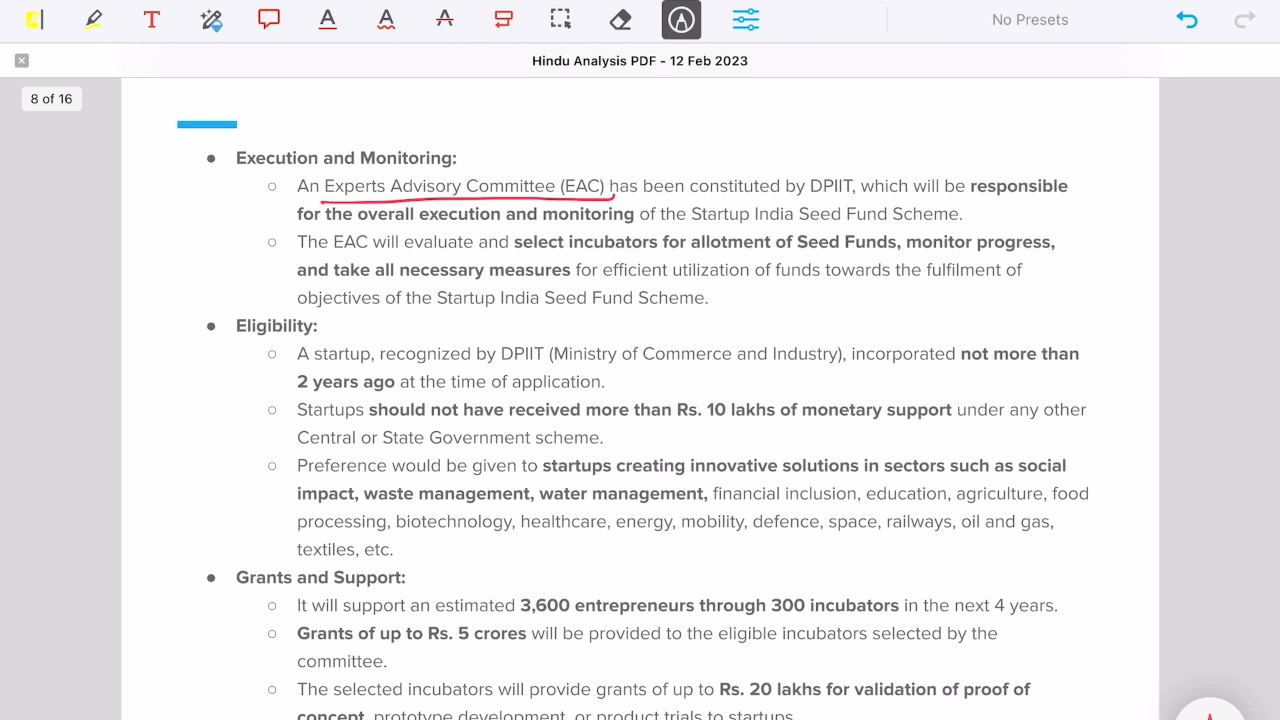 No Presets
Hindu Analysis PDF - 12 Feb 2023
8 of 16
● Execution and Monitoring:
○ An Experts Advisory Committee (EAC) has been constituted by DPIIT, which will be responsible
for the overall execution and monitoring of the Startup India Seed Fund Scheme.
○ The EAC will evaluate and select incubators for allotment of Seed Funds, monitor progress,
and take all necessary measures for efficient utilization of funds towards the fulfilment of
objectives of the Startup India Seed Fund Scheme.
● Eligibility:
○ A startup, recognized by DPIIT (Ministry of Commerce and Industry), incorporated not more than
2 years ago at the time of application.
○ Startups should not have received more than Rs. 10 lakhs of monetary support under any other
Central or State Government scheme.
○ Preference would be given to startups creating innovative solutions in sectors such as social
impact, waste management, water management, financial inclusion, education, agriculture, food
processing, biotechnology, healthcare, energy, mobility, defence, space, railways, oil and gas,
textiles, etc.
● Grants and Support:
○ It will support an estimated 3,600 entrepreneurs through 300 incubators in the next 4 years.
○ Grants of up to Rs. 5 crores will be provided to the eligible incubators selected by the
committee.
○ The selected incubators will provide grants of up to Rs. 20 lakhs for validation of proof of
concept, prototype development, or product trials to startups.